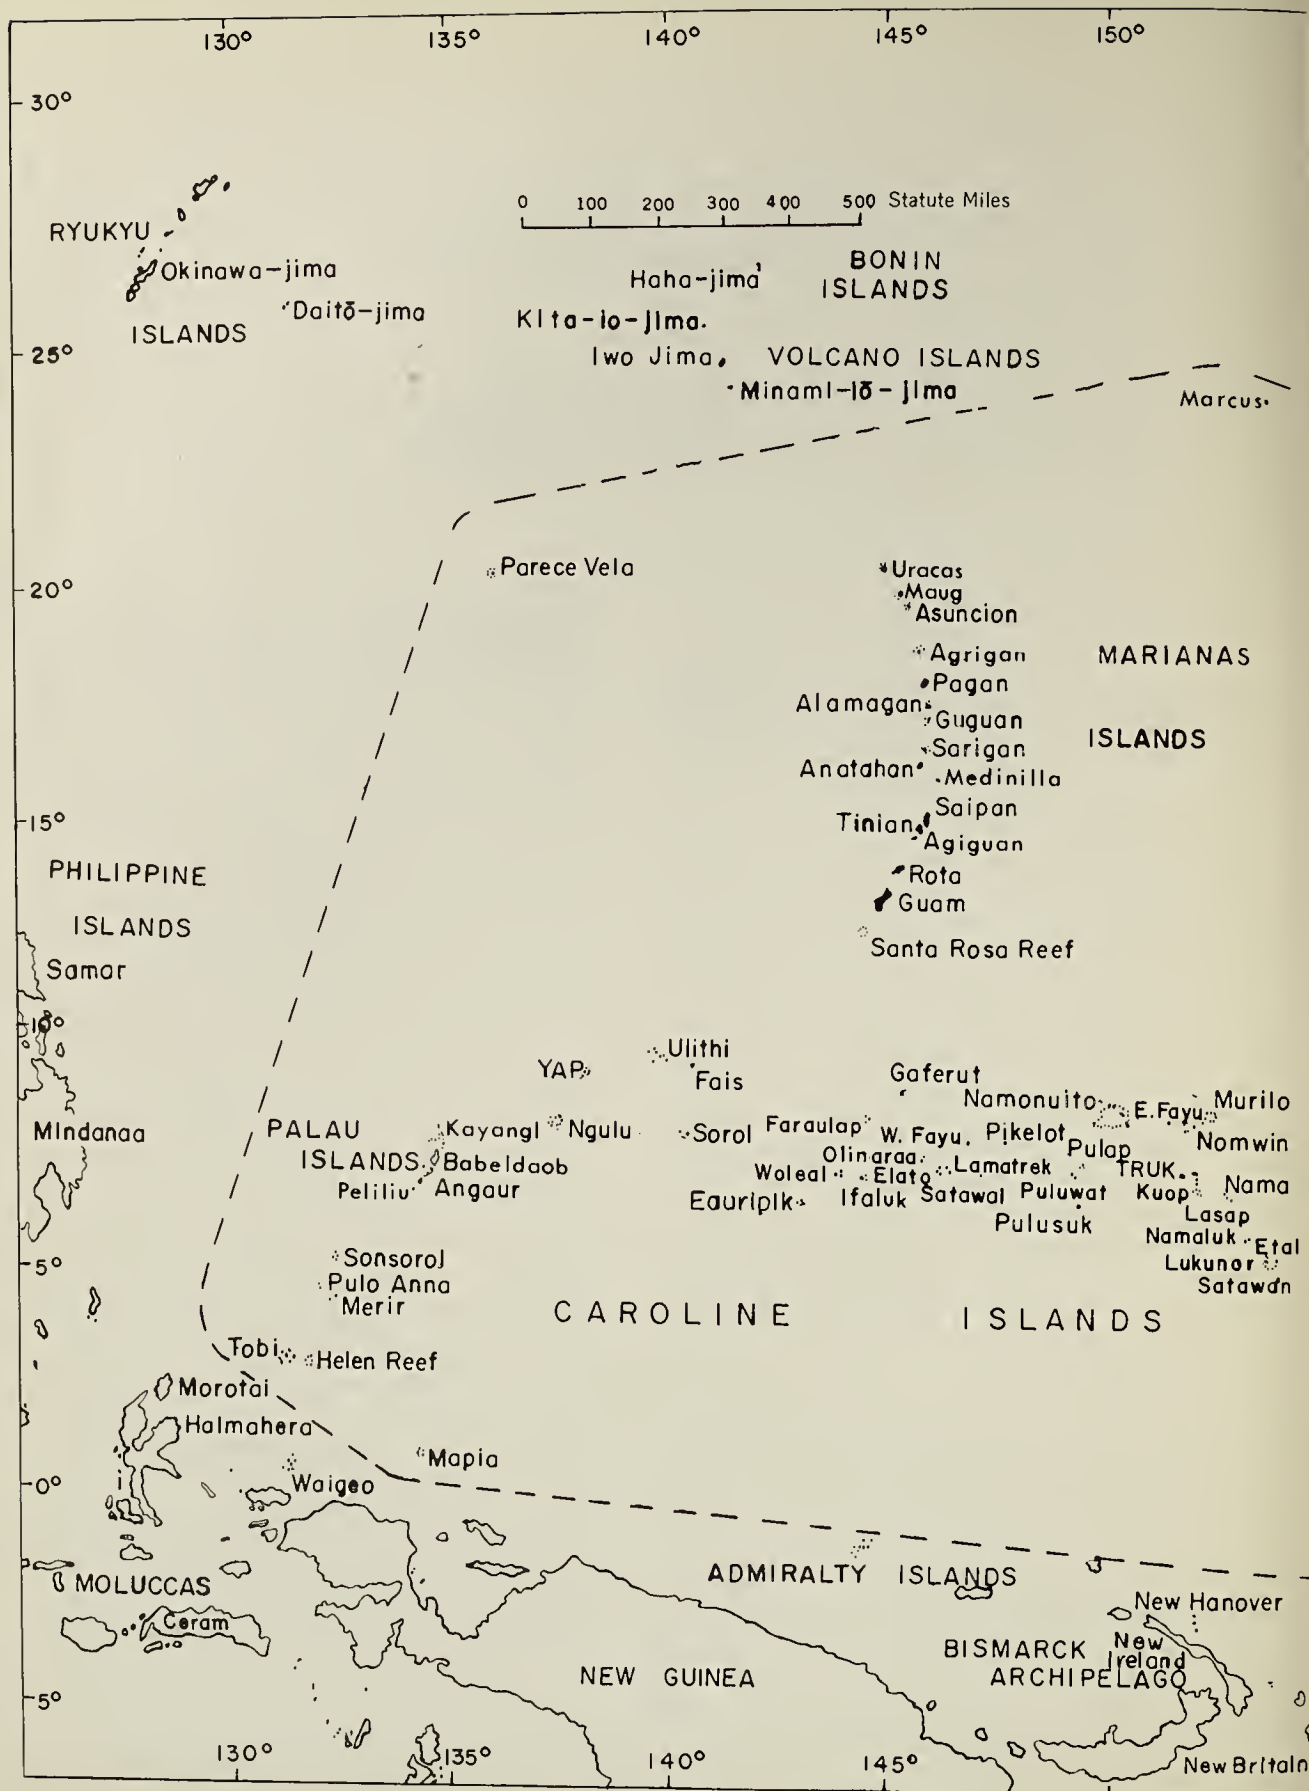 130° 135° 140° 145° 150°
30°
0 100 200 300 400 500 Statute Miles
RYUKYU
Okinawa-jima
Daitō-jima
ISLANDS
BONIN
Haha-jima
ISLANDS
Kita-io-jima
25°
Iwo Jima
VOLCANO ISLANDS
Minami-iō-jima
Marcus
Parece Vela
Uracas
20°
Maug
Asuncion
Agrigan
MARIANAS
Pagan
Alamagan
Guguan
ISLANDS
Sarigan
Anatahan
Medinilla
Saipan
15°
Tinian
Agiguan
PHILIPPINE
Rota
Guam
ISLANDS
Santa Rosa Reef
Samar
10°
Ulithi
YAP
Fais
Gaferut
Namonuito
E. Fayu
Murilo
Mindanaa
PALAU
Kayangl
Ngulu
Sorol
Faraulap
W. Fayu
Pikelot
Pulap
Nomwin
ISLANDS
Babeldaob
Olinaraa
Woleal
Elato
Lamatrek
TRUK
Peliliu
Angaur
Eauripik
Ifaluk
Satawal
Puluwat
Kuop
Nama
Pulusuk
Lasap
Namaluk
Etal
5°
Sonsorol
Lukunor
Pulo Anna
Satawan
Merir
CAROLINE ISLANDS
Tobi
Helen Reef
Morotai
Halmahera
Mapia
0°
Waigeo
ADMIRALTY ISLANDS
MOLUCCAS
New Hanover
Ceram
BISMARCK
New
Ireland
NEW GUINEA
ARCHIPELAGO
5°
130° 135° 140° 145°
New Britain